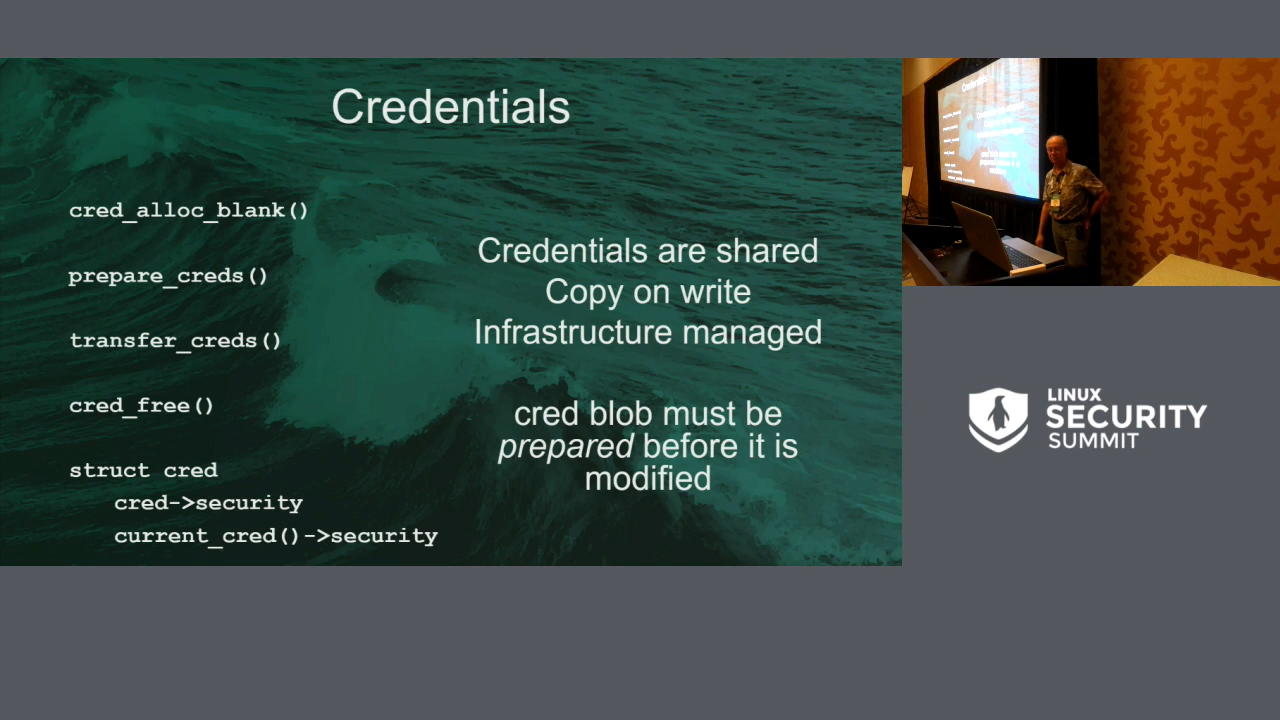 Credentials
cred_alloc_blank()
prepare_creds()
transfer_creds()
cred_free()
struct cred
cred->security
current_cred()->security
Credentials are shared
Copy on write
Infrastructure managed
cred blob must be
prepared before it is
modified
LINUX
SECURITY
SUMMIT